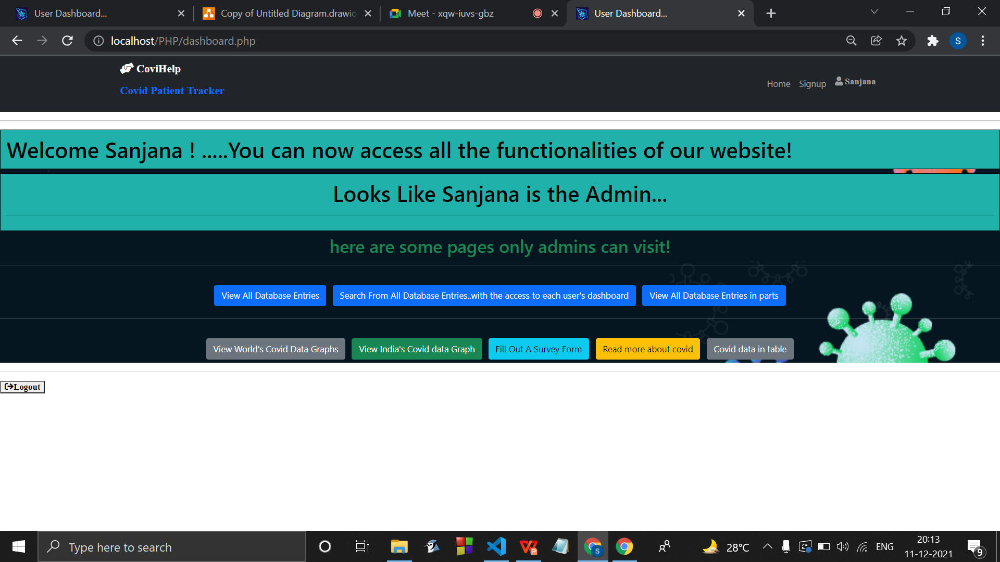 User Dashboard...
Copy of Untitled Diagram.drawio
Meet - xqw-iuvs-gbz
User Dashboard...
localhost/PHP/dashboard.php
S
CoviHelp
Covid Patient Tracker
Home Signup Sanjana
Welcome Sanjana ! .....You can now access all the functionalities of our website!
Looks Like Sanjana is the Admin...
here are some pages only admins can visit!
View All Database Entries
Search From All Database Entries..with the access to each user's dashboard
View All Database Entries in parts
View World's Covid Data Graphs
View India's Covid data Graph
Fill Out A Survey Form
Read more about covid
Covid data in table
Logout
Type here to search
S
28°C
ENG
20:13
11-12-2021
9